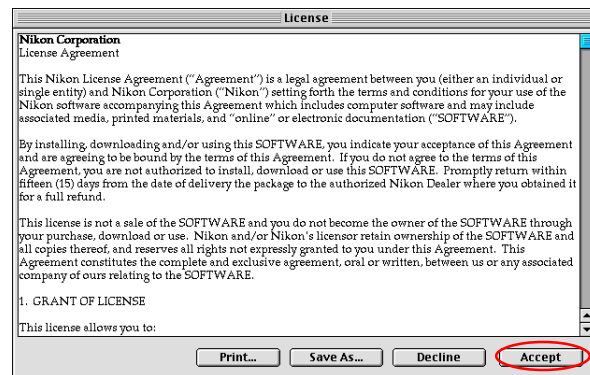 License
Nikon Corporation
License Agreement
This Nikon License Agreement ("Agreement") is a legal agreement between you (either an individual or
single entity) and Nikon Corporation ("Nikon") setting forth the terms and conditions for your use of the
Nikon software accompanying this Agreement which includes computer software and may include
associated media, printed materials, and "online" or electronic documentation ("SOFTWARE").
By installing, downloading and/or using this SOFTWARE, you indicate your acceptance of this Agreement
and are agreeing to be bound by the terms of this Agreement. If you do not agree to the terms of this
Agreement, you are not authorized to install, download or use this SOFTWARE. Promptly return within
fifteen (15) days from the date of delivery the package to the authorized Nikon Dealer where you obtained it
for a full refund.
This license is not a sale of the SOFTWARE and you do not become the owner of the SOFTWARE through
your purchase, download or use. Nikon and/or Nikon's licensor retain ownership of the SOFTWARE and
all copies thereof, and reserves all rights not expressly granted to you under this Agreement. This
Agreement constitutes the complete and exclusive agreement, oral or written, between us or any associated
company of ours relating to the SOFTWARE.
1. GRANT OF LICENSE
This license allows you to:
Print... Save As... Decline Accept